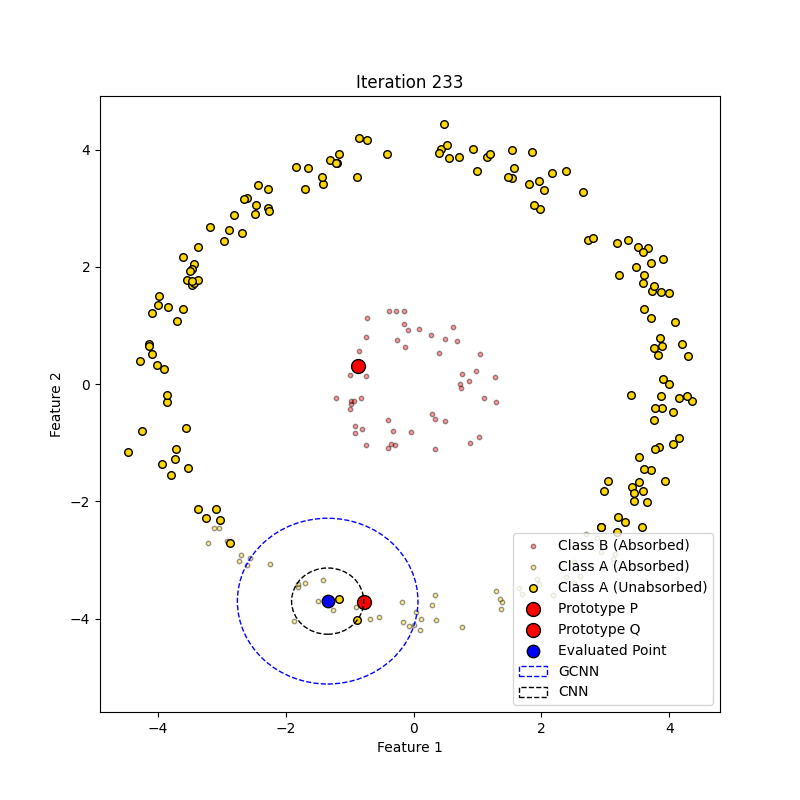 Iteration 233
Feature 2
4
2
0
−2
−4
−4
−2
0
2
4
Feature 1
Class B (Absorbed)
Class A (Absorbed)
Class A (Unabsorbed)
Prototype P
Prototype Q
Evaluated Point
GCNN
CNN